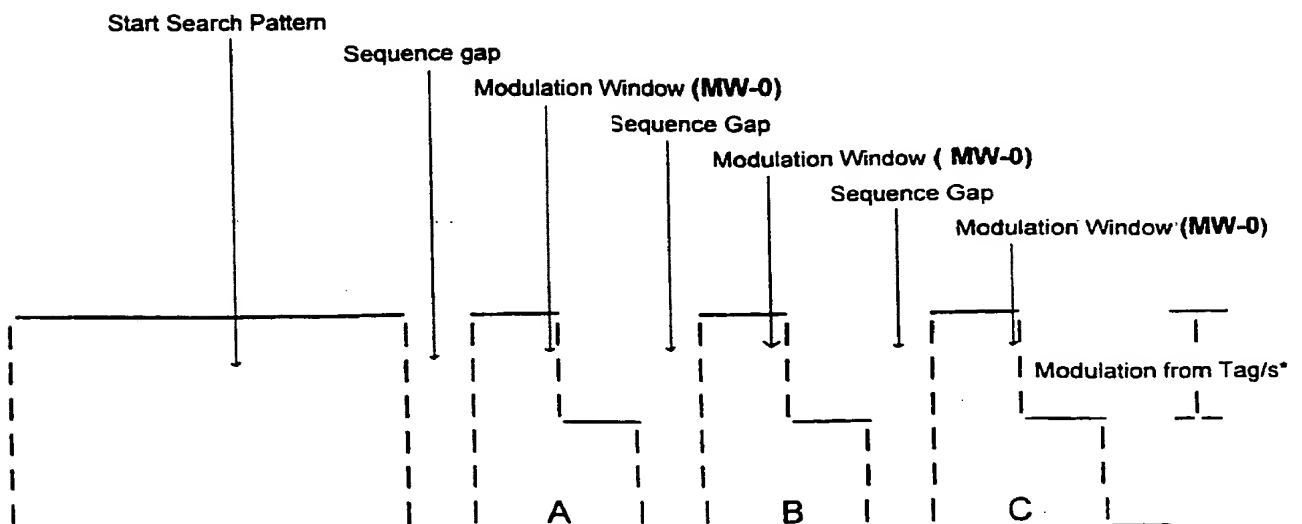 Start Search Pattern
Sequence gap
Modulation Window (MW-0)
Sequence Gap
Modulation Window ( MW-0)
Sequence Gap
Modulation Window (MW-0)
Modulation from Tag/s*
A
B
C